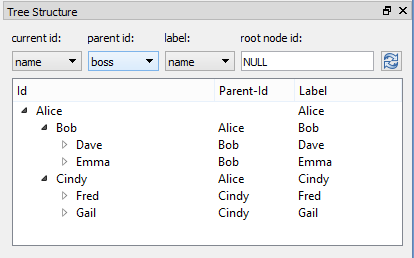 Tree Structure
current id: parent id: label: root node id:
name boss name NULL
Id Parent-Id Label
Alice Alice
Bob Alice Bob
Dave Bob Dave
Emma Bob Emma
Cindy Alice Cindy
Fred Cindy Fred
Gail Cindy Gail